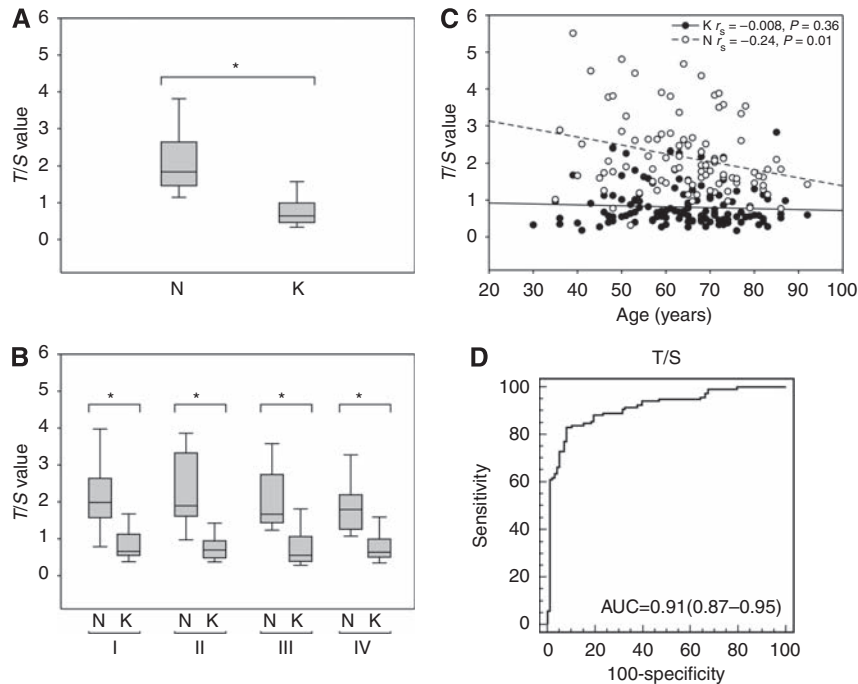 A
6
5
4
3
2
1
0
T/S value
*
N K
B
6
5
4
3
2
1
0
T/S value
* * * *
N K N K N K N K
I II III IV
C
6
5
4
3
2
1
0
T/S value
K rs = −0.008, P = 0.36
N rs = −0.24, P = 0.01
20 30 40 50 60 70 80 90 100
Age (years)
D
T/S
100
80
60
40
20
0
Sensitivity
AUC=0.91(0.87–0.95)
0 20 40 60 80 100
100-specificity